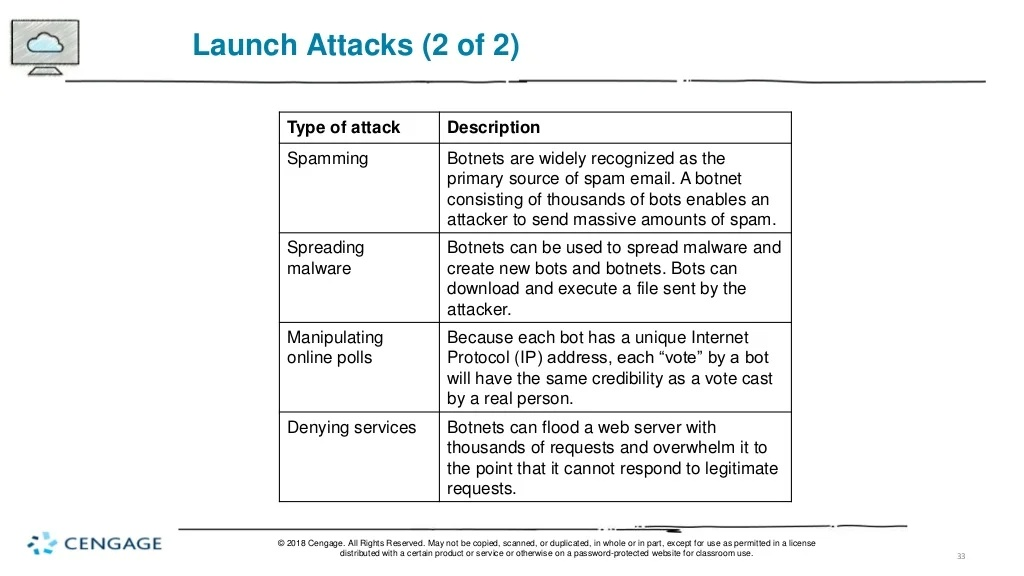 Launch Attacks (2 of 2)
Type of attack
Description
Spamming
Botnets are widely recognized as the
primary source of spam email. A botnet
consisting of thousands of bots enables an
attacker to send massive amounts of spam.
Spreading
malware
Botnets can be used to spread malware and
create new bots and botnets. Bots can
download and execute a file sent by the
attacker.
Manipulating
online polls
Because each bot has a unique Internet
Protocol (IP) address, each “vote” by a bot
will have the same credibility as a vote cast
by a real person.
Denying services
Botnets can flood a web server with
thousands of requests and overwhelm it to
the point that it cannot respond to legitimate
requests.
CENGAGE
© 2018 Cengage. All Rights Reserved. May not be copied, scanned, or duplicated, in whole or in part, except for use as permitted in a license
distributed with a certain product or service or otherwise on a password-protected website for classroom use.
33